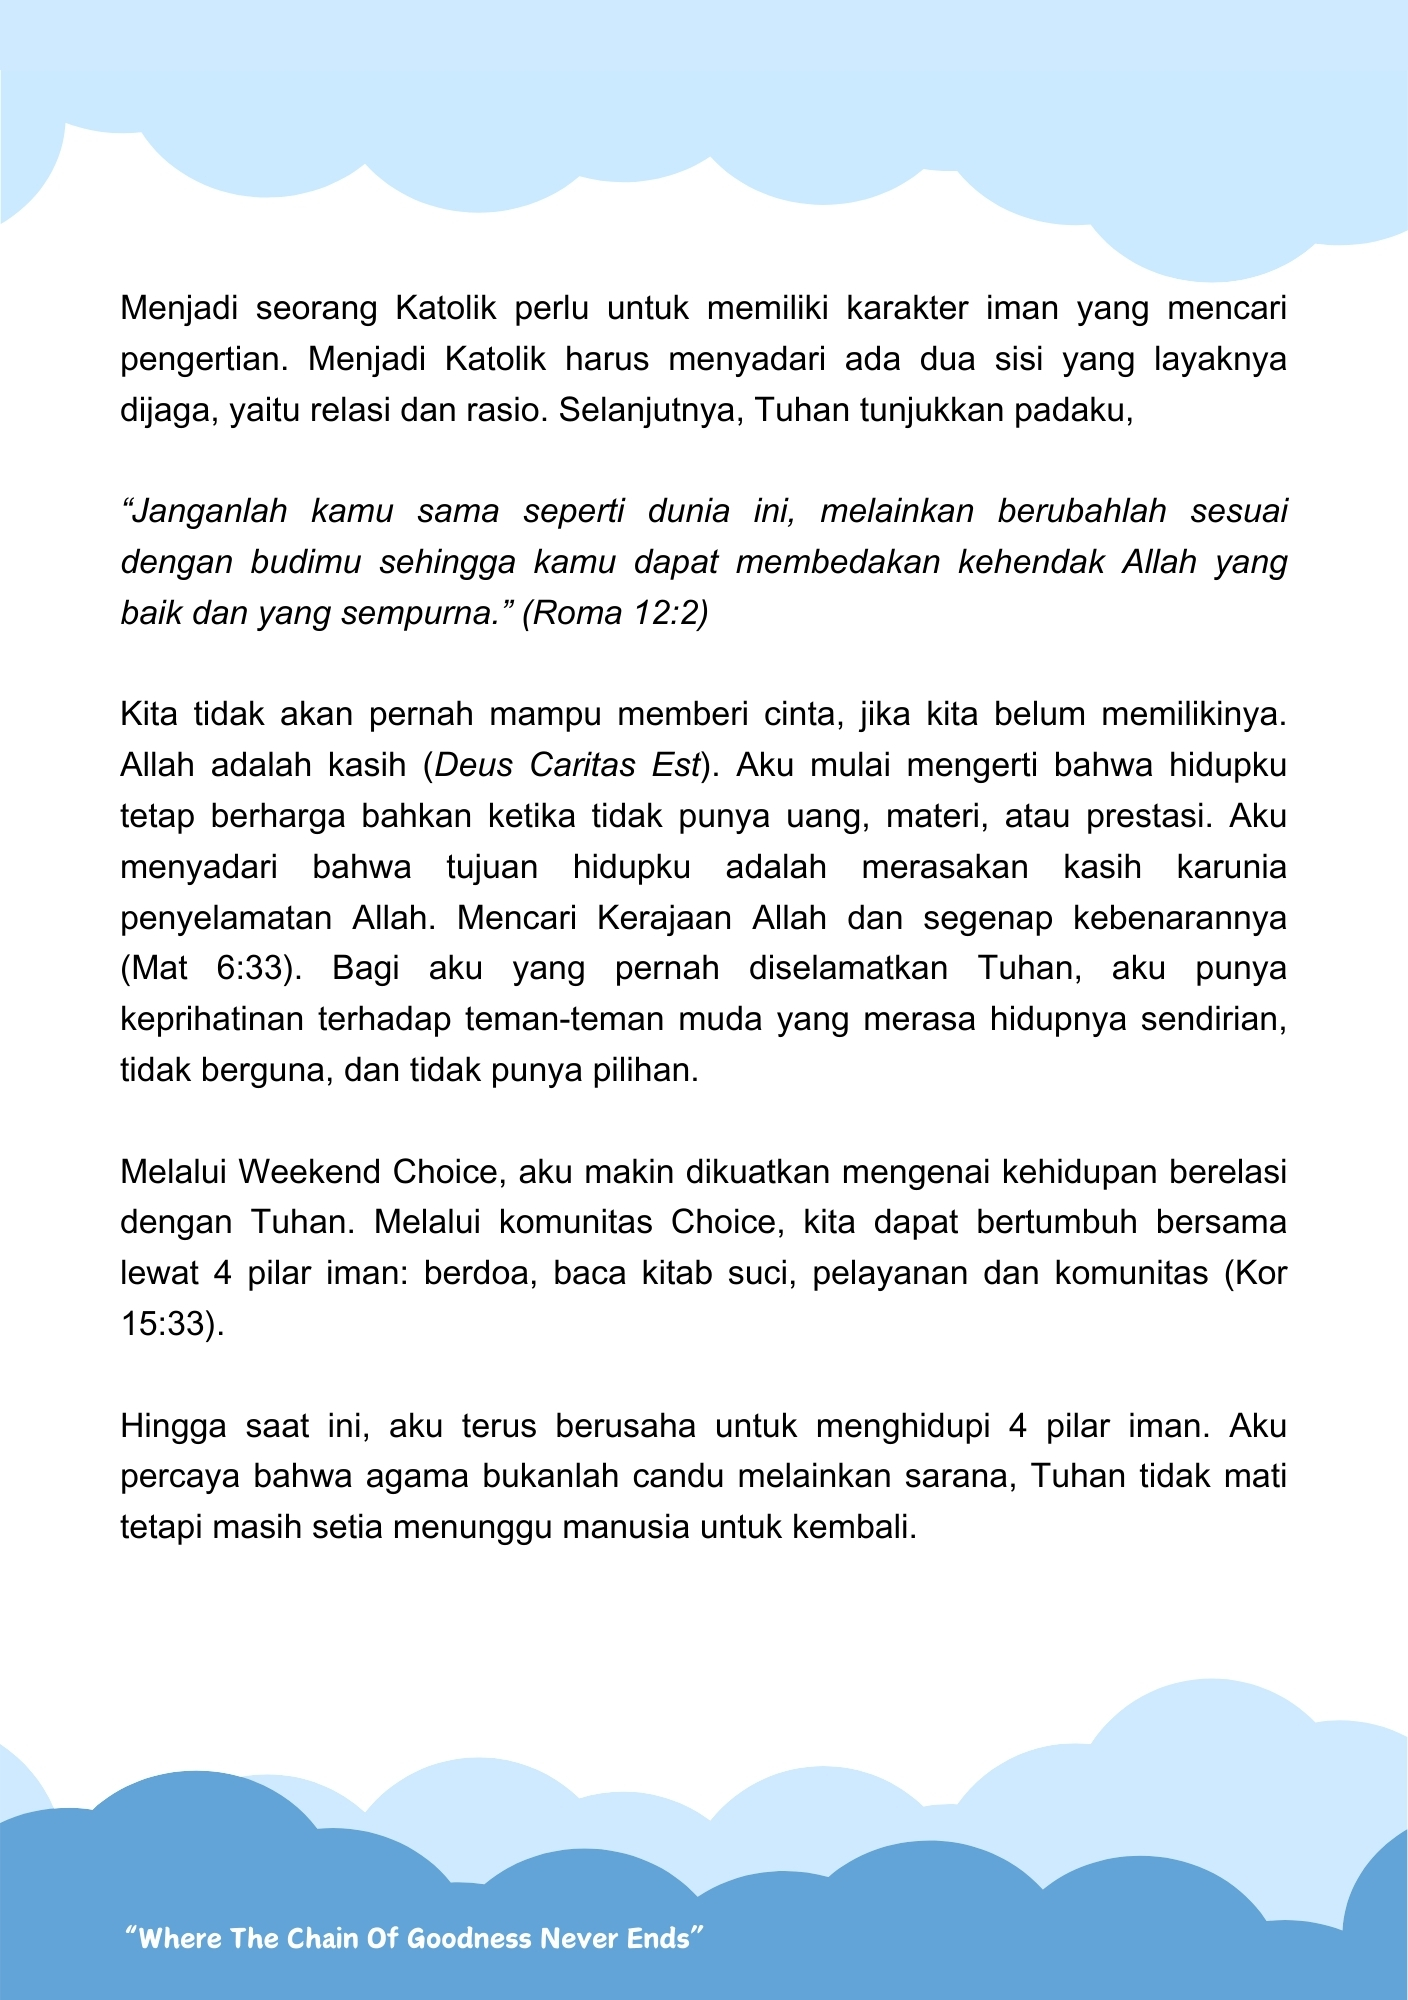 Menjadi seorang Katolik perlu untuk memiliki karakter iman yang mencari
pengertian. Menjadi Katolik harus menyadari ada dua sisi yang layaknya
dijaga, yaitu relasi dan rasio. Selanjutnya, Tuhan tunjukkan padaku,
“Janganlah kamu sama seperti dunia ini, melainkan berubahlah sesuai
dengan budimu sehingga kamu dapat membedakan kehendak Allah yang
baik dan yang sempurna.” (Roma 12:2)
Kita tidak akan pernah mampu memberi cinta, jika kita belum memilikinya.
Allah adalah kasih (Deus Caritas Est). Aku mulai mengerti bahwa hidupku
tetap berharga bahkan ketika tidak punya uang, materi, atau prestasi. Aku
menyadari bahwa tujuan hidupku adalah merasakan kasih karunia
penyelamatan Allah. Mencari Kerajaan Allah dan segenap kebenarannya
(Mat 6:33). Bagi aku yang pernah diselamatkan Tuhan, aku punya
keprihatinan terhadap teman-teman muda yang merasa hidupnya sendirian,
tidak berguna, dan tidak punya pilihan.
Melalui Weekend Choice, aku makin dikuatkan mengenai kehidupan berelasi
dengan Tuhan. Melalui komunitas Choice, kita dapat bertumbuh bersama
lewat 4 pilar iman: berdoa, baca kitab suci, pelayanan dan komunitas (Kor
15:33).
Hingga saat ini, aku terus berusaha untuk menghidupi 4 pilar iman. Aku
percaya bahwa agama bukanlah candu melainkan sarana, Tuhan tidak mati
tetapi masih setia menunggu manusia untuk kembali.
“Where The Chain Of Goodness Never Ends”